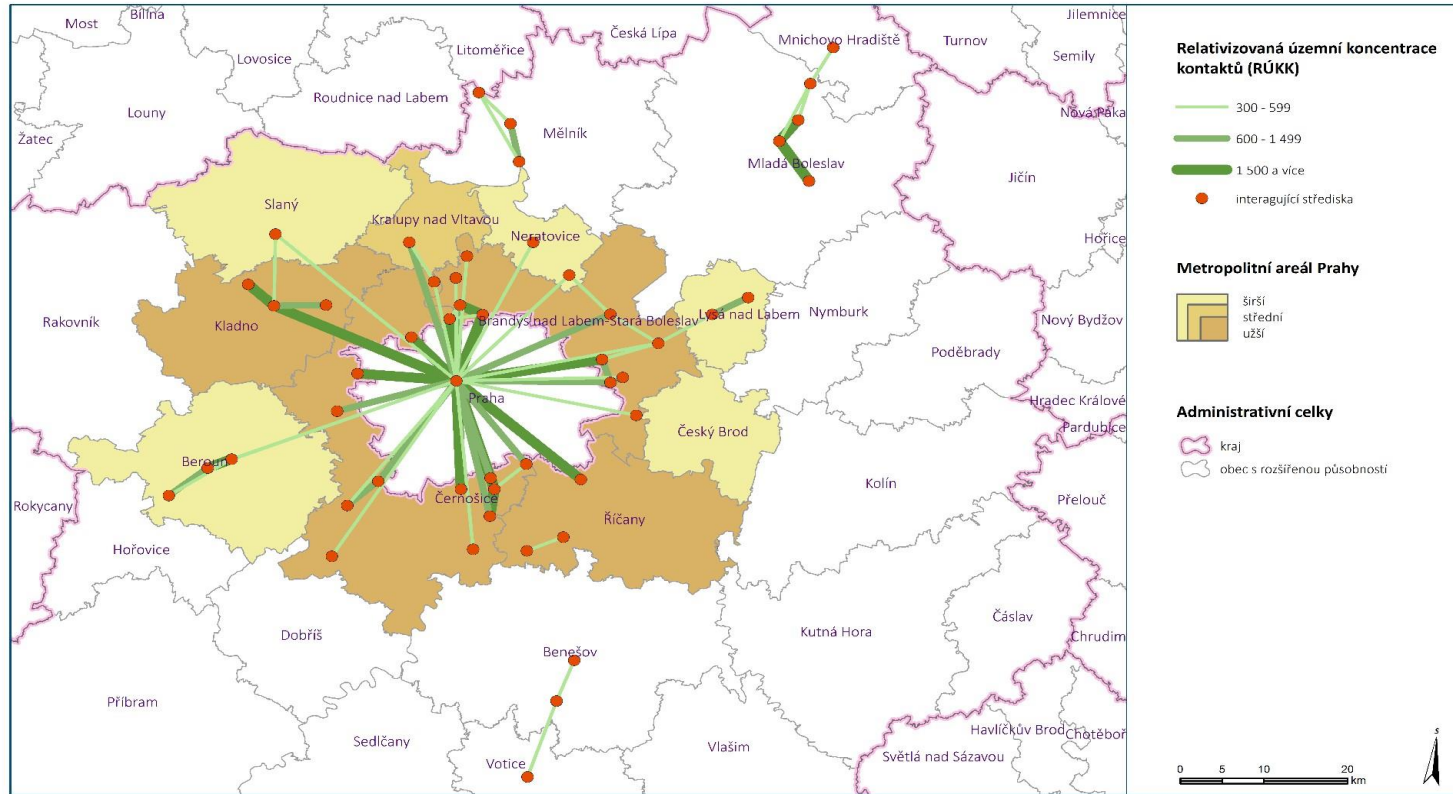 Most
Bílina
Jilemnice
Česká Lípa
Mnichovo Hradiště
Turnov
Litoměřice
Lovosice
Semily
Roudnice nad Labem
Louny
Nová Paka
Žatec
Mělník
Mladá Boleslav
Jičín
Slaný
Kralupy nad Vltavou
Neratovice
Hořice
Rakovník
Kladno
Brandýs nad Labem-Stará Boleslav
Lysá nad Labem
Nymburk
Nový Bydžov
Poděbrady
Praha
Hradec Králové
Pardubice
Český Brod
Beroun
Kolín
Rokycany
Černošice
Říčany
Přelouč
Hořovice
Čáslav
Dobříš
Kutná Hora
Chrudim
Benešov
Příbram
Sedlčany
Vlašim
Havlíčkův Brod
Chotěboř
Votice
Světlá nad Sázavou
Relativizovaná územní koncentrace
kontaktů (RÚKK)
300 - 599
600 - 1 499
1 500 a více
interagující střediska
Metropolitní areál Prahy
širší
střední
užší
Administrativní celky
kraj
obec s rozšířenou působností
S
0 5 10 20
km